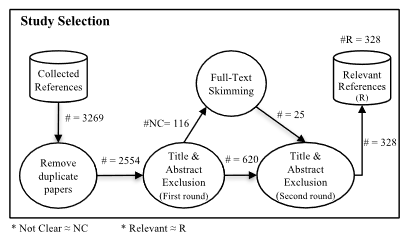 Study Selection
#R = 328
Collected
References
Full-Text
Skimming
Relevant
References
(R)
# = 3269
#NC= 116
# = 25
# = 328
Remove
duplicate
papers
# = 2554
Title &
Abstract
Exclusion
(First round)
# = 620
Title &
Abstract
Exclusion
(Second round)
* Not Clear ≈ NC
* Relevant ≈ R